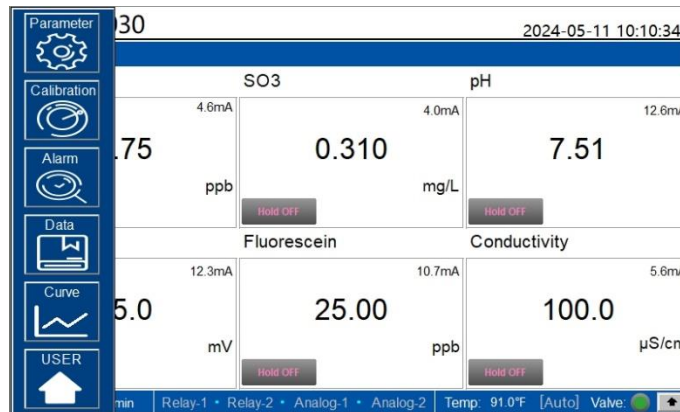 Parameter
Calibration
Alarm
Data
Curve
USER
030
2024-05-11 10:10:34
SO3
pH
4.6mA
4.0mA
12.6m
.75
0.310
7.51
ppb
mg/L
Hold OFF
Hold OFF
Fluorescein
Conductivity
12.3mA
10.7mA
5.6m
5.0
25.00
100.0
mV
ppb
µS/cm
Hold OFF
Hold OFF
min
Relay-1 • Relay-2 • Analog-1 • Analog-2
Temp: 91.0°F [Auto] Valve: